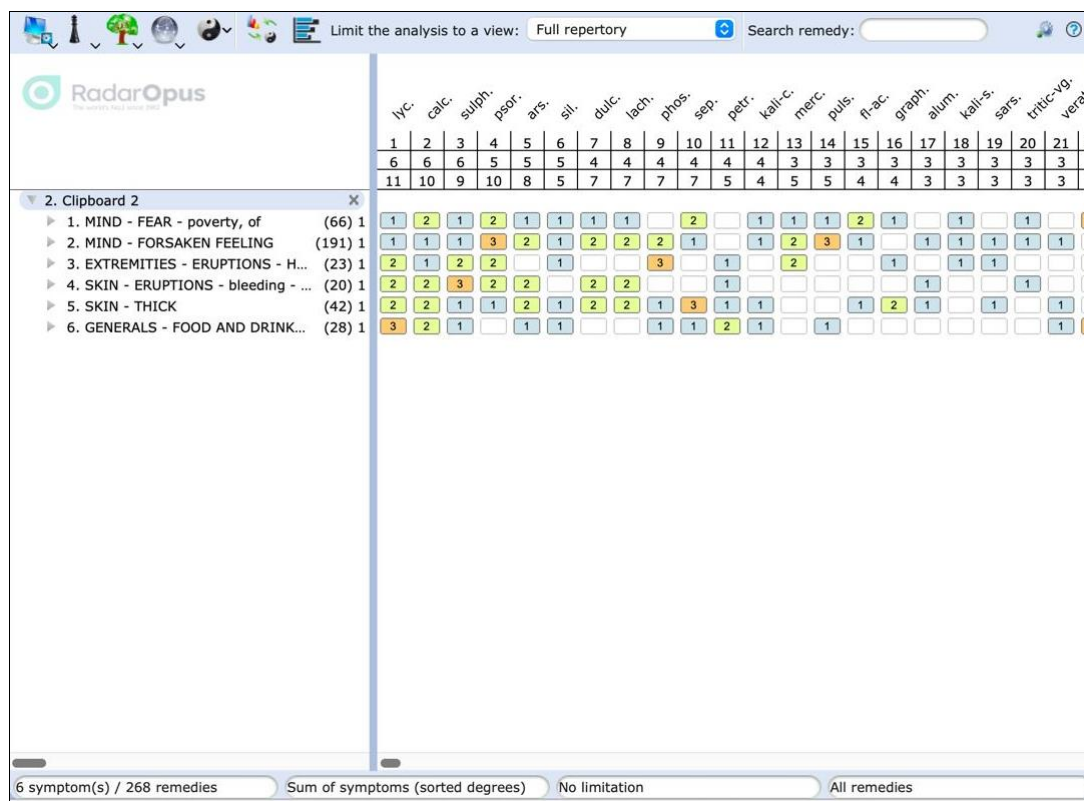 Limit the analysis to a view: Full repertory Search remedy:
RadarOpus
lyc. calc. sulph. psor. ars. sil. dulc. lach. phos. sep. petr. kali-c. merc. puls. fl-ac. graph. alum. kali-s. sars. tritic-vg.
1 2 3 4 5 6 7 8 9 10 11 12 13 14 15 16 17 18 19 20 21
6 6 6 5 5 5 4 4 4 4 4 4 3 3 3 3 3 3 3 3 3
11 10 9 10 8 5 7 7 7 7 5 4 5 5 4 4 3 3 3 3 3
2. Clipboard 2
1. MIND - FEAR - poverty, of (66) 1 1 2 1 2 1 1 1 1 2 1 1 1 2 1 1 1
2. MIND - FORSAKEN FEELING (191) 1 1 1 1 3 2 1 2 2 2 1 1 2 3 1 1 1 1 1 1
3. EXTREMITIES - ERUPTIONS - H... (23) 1 2 1 2 2 1 3 1 2 1 1 1
4. SKIN - ERUPTIONS - bleeding - ... (20) 1 2 2 3 2 2 2 2 1 1 1
5. SKIN - THICK (42) 1 2 2 1 1 2 1 2 2 1 3 1 1 1 2 1 1 1
6. GENERALS - FOOD AND DRINK... (28) 1 3 2 1 1 1 1 1 2 1 1 1
6 symptom(s) / 268 remedies Sum of symptoms (sorted degrees) No limitation All remedies